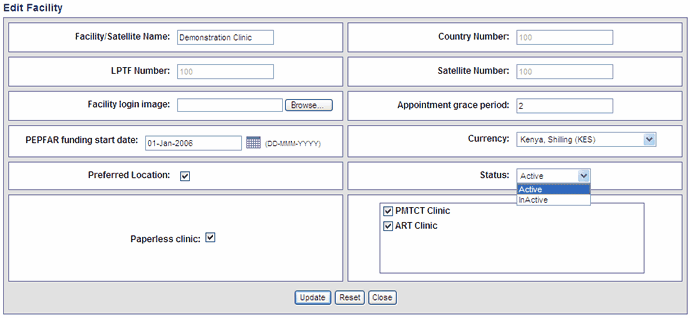 Edit Facility
Facility/Satellite Name: Demonstration Clinic Country Number: 100
LPTF Number: 100 Satellite Number: 100
Facility login image: Browse... Appointment grace period: 2
PEPFAR funding start date: 01-Jan-2006 (DD-MMM-YYYY) Currency: Kenya, Shilling (KES)
Preferred Location: Status: Active
Active
InActive
Paperless clinic: PMTCT Clinic
ART Clinic
Update Reset Close